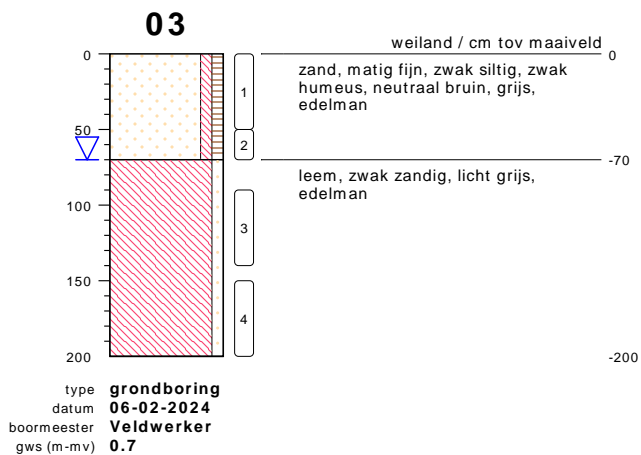 03
weiland / cm tov maaiveld
0
0
zand, matig fijn, zwak siltig, zwak
humeus, neutraal bruin, grijs,
edelman
1
50
2
-70
leem, zwak zandig, licht grijs,
edelman
100
3
150
4
200
-200
type grondboring
datum 06-02-2024
boormeester Veldwerker
gws (m-mv) 0.7